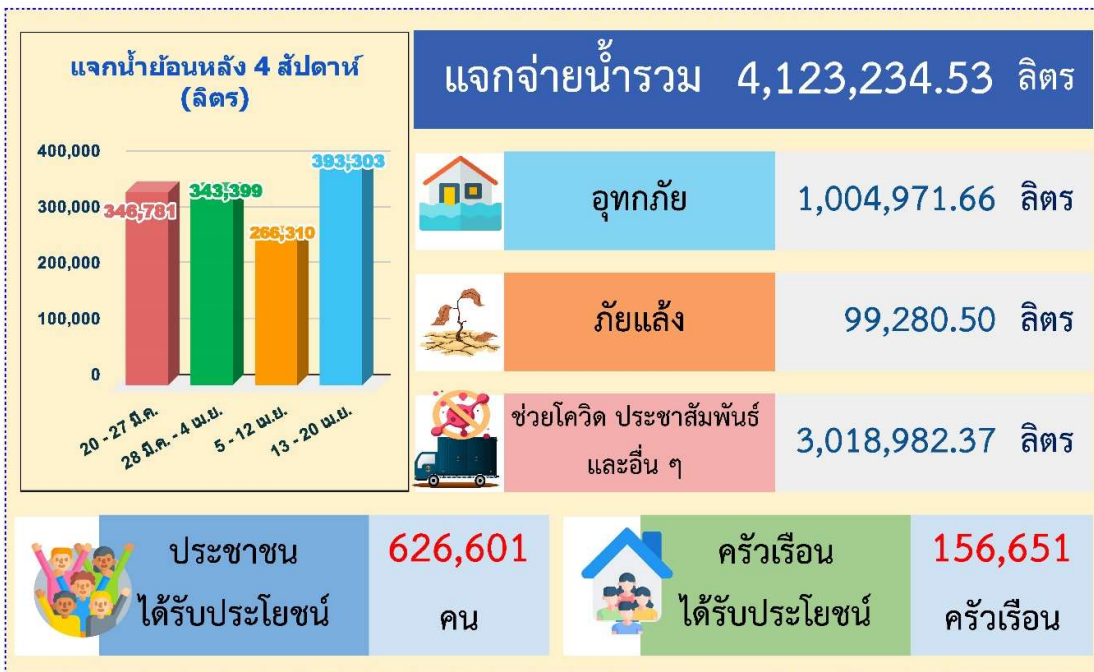 แจกน้ำย้อนหลัง 4 สัปดาห์
(ลิตร)
400,000
300,000
200,000
100,000
0
346,781
343,399
266,310
393,303
20 - 27 มี.ค.
28 มี.ค. - 4 เม.ย.
5 - 12 เม.ย.
13 - 20 เม.ย.
แจกจ่ายน้ำรวม 4,123,234.53 ลิตร
อุทกภัย 1,004,971.66 ลิตร
ภัยแล้ง 99,280.50 ลิตร
ช่วยโควิด ประชาสัมพันธ์
และอื่น ๆ
3,018,982.37 ลิตร
ประชาชน
ได้รับประโยชน์
626,601
คน
ครัวเรือน
ได้รับประโยชน์
156,651
ครัวเรือน